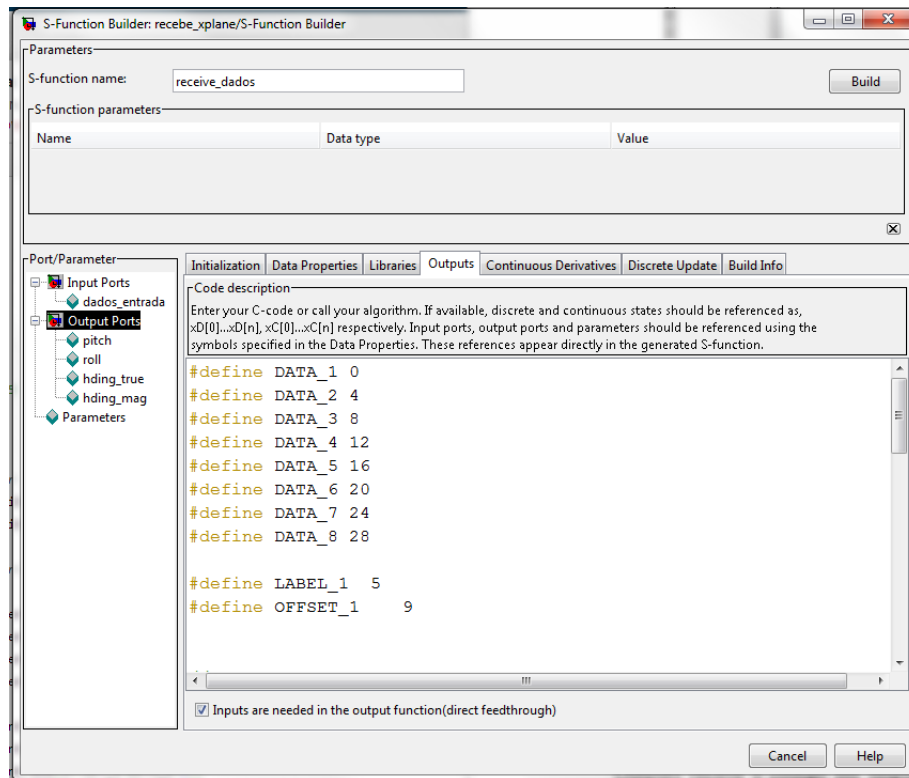 S-Function Builder: recebe_xplane/S-Function Builder
Parameters
S-function name:
receive_dados
Build
S-function parameters
Name Data type Value
Port/Parameter
Input Ports
dados_entrada
Output Ports
pitch
roll
hding_true
hding_mag
Parameters
Initialization Data Properties Libraries Outputs Continuous Derivatives Discrete Update Build Info
Code description
Enter your C-code or call your algorithm. If available, discrete and continuous states should be referenced as,
xD[0]...xD[n], xC[0]...xC[n] respectively. Input ports, output ports and parameters should be referenced using the
symbols specified in the Data Properties. These references appear directly in the generated S-function.
#define DATA_1 0
#define DATA_2 4
#define DATA_3 8
#define DATA_4 12
#define DATA_5 16
#define DATA_6 20
#define DATA_7 24
#define DATA_8 28
#define LABEL_1 5
#define OFFSET_1 9
Inputs are needed in the output function(direct feedthrough)
Cancel Help